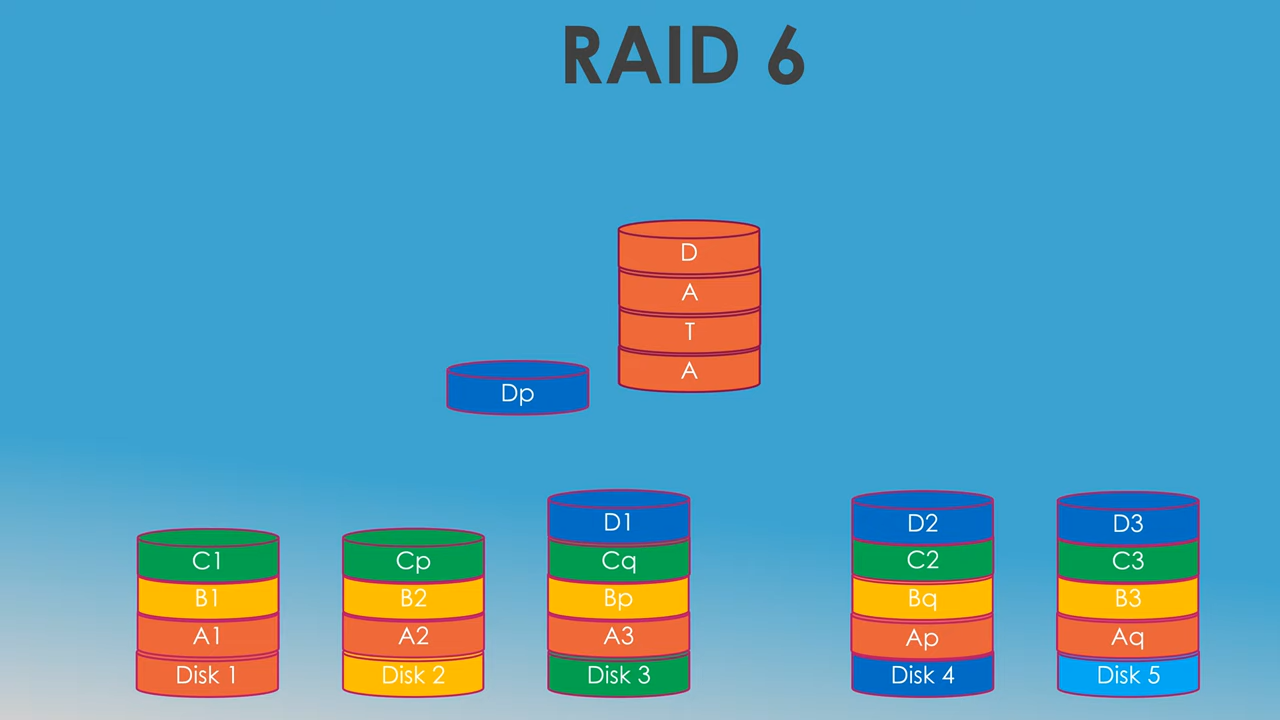 RAID 6
D
A
T
A
Dp
D1
D2
D3
C1
Cp
Cq
C2
C3
B1
B2
Bp
Bq
B3
A1
A2
A3
Ap
Aq
Disk 1
Disk 2
Disk 3
Disk 4
Disk 5